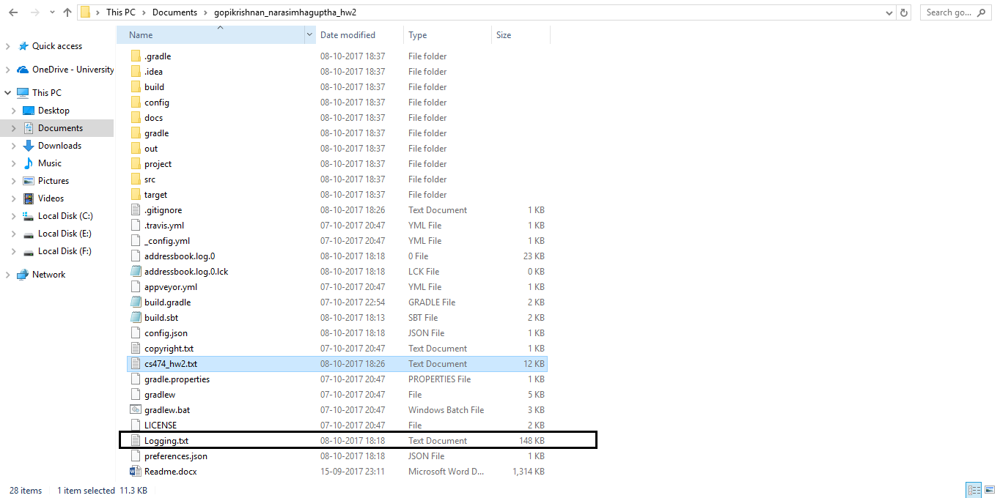 This PC > Documents > gopikrishnan_narasimhaguptha_hw2 Search go...
Name Date modified Type Size
Quick access
OneDrive - University
This PC
Desktop
Documents
Downloads
Music
Pictures
Videos
Local Disk (C:)
Local Disk (E:)
Local Disk (F:)
Network
.gradle 08-10-2017 18:37 File folder
.idea 08-10-2017 18:37 File folder
build 08-10-2017 18:37 File folder
config 08-10-2017 18:37 File folder
docs 08-10-2017 18:37 File folder
gradle 08-10-2017 18:37 File folder
out 08-10-2017 18:37 File folder
project 08-10-2017 18:37 File folder
src 08-10-2017 18:37 File folder
target 08-10-2017 18:37 File folder
.gitignore 08-10-2017 18:26 Text Document 1 KB
.travis.yml 07-10-2017 20:47 YML File 1 KB
_config.yml 07-10-2017 20:47 YML File 1 KB
addressbook.log.0 08-10-2017 18:18 0 File 23 KB
addressbook.log.0.lck 08-10-2017 18:18 LCK File 0 KB
appveyor.yml 07-10-2017 20:47 YML File 1 KB
build.gradle 07-10-2017 22:54 GRADLE File 2 KB
build.sbt 08-10-2017 18:13 SBT File 2 KB
config.json 08-10-2017 18:18 JSON File 1 KB
copyright.txt 07-10-2017 20:47 Text Document 1 KB
cs474_hw2.txt 08-10-2017 18:26 Text Document 12 KB
gradle.properties 07-10-2017 20:47 PROPERTIES File 1 KB
gradlew 07-10-2017 20:47 File 5 KB
gradlew.bat 07-10-2017 20:47 Windows Batch File 3 KB
LICENSE 07-10-2017 20:47 File 2 KB
Logging.txt 08-10-2017 18:18 Text Document 148 KB
preferences.json 08-10-2017 18:18 JSON File 1 KB
Readme.docx 15-09-2017 23:11 Microsoft Word D... 1,314 KB
28 items 1 item selected 11.3 KB